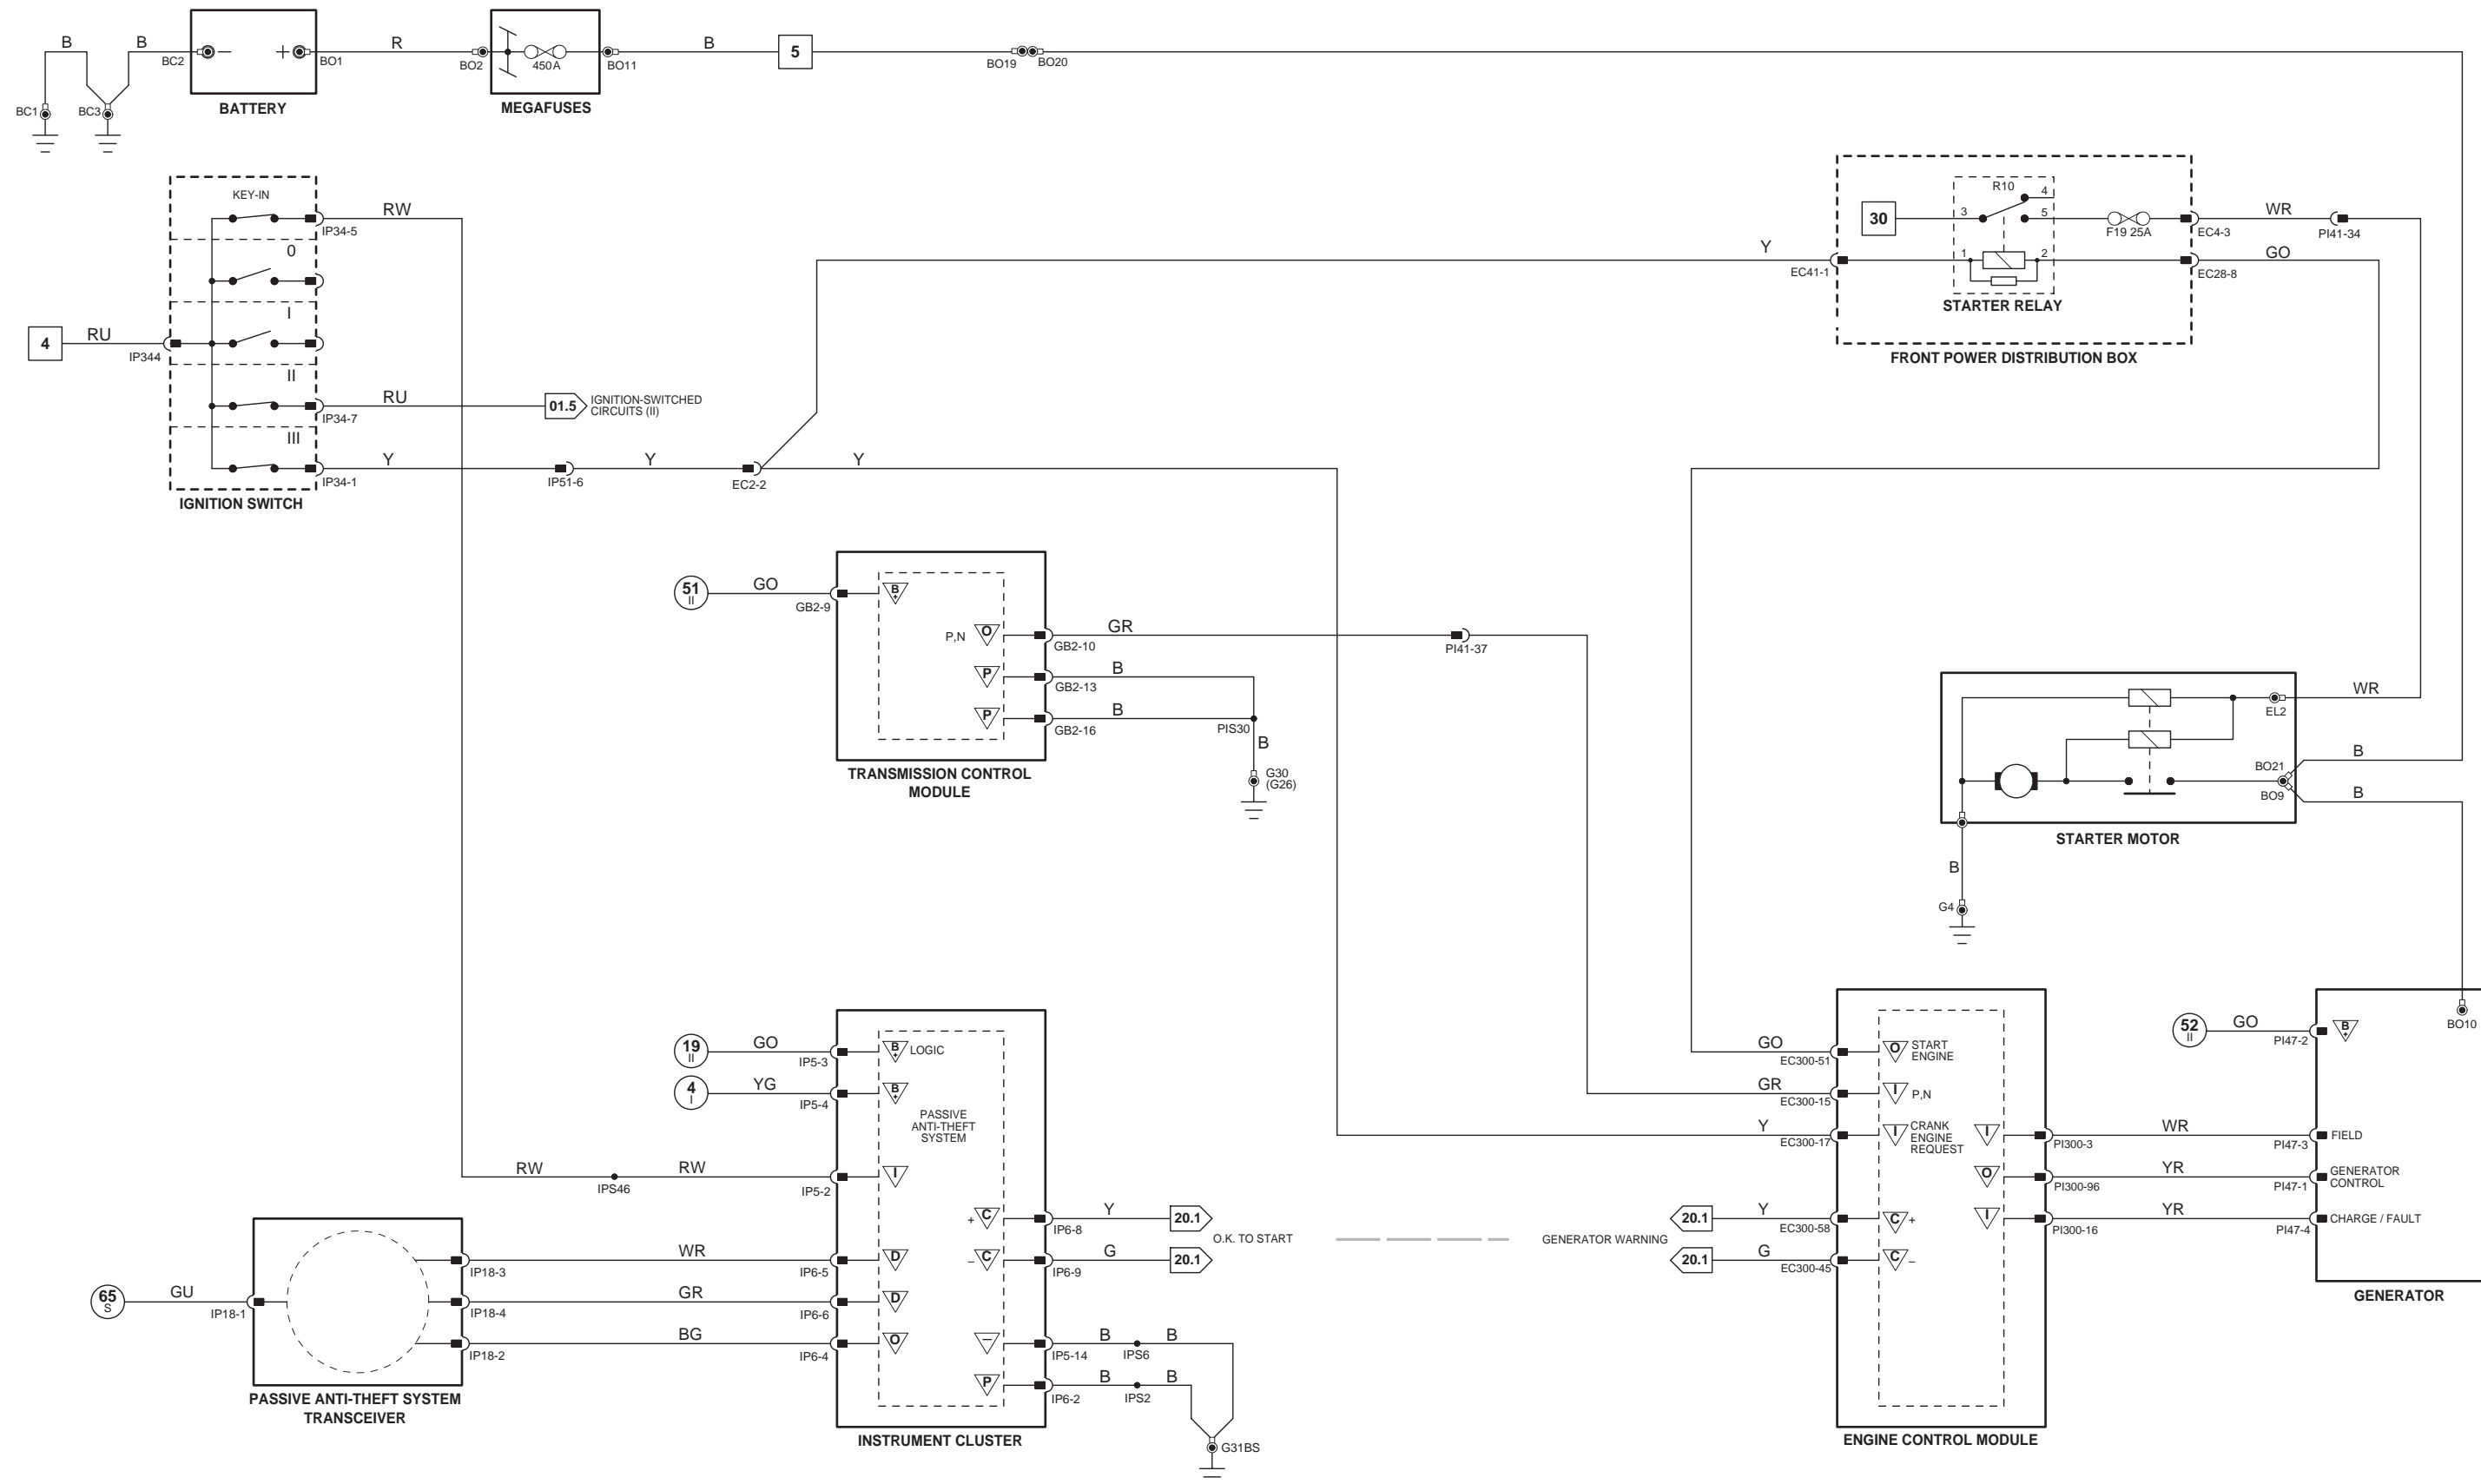 B
B
BC2
−
+
BO1
R
BO2
450A
BO11
B
5
BO19
BO20
BC1
BC3
BATTERY
MEGAFUSES
KEY-IN
RW
IP34-5
0
I
4
RU
IP344
II
RU
IP34-7
01.5
IGNITION-SWITCHED
CIRCUITS (II)
III
Y
IP34-1
IP51-6
Y
EC2-2
Y
IGNITION SWITCH
Y
EC41-1
30
R10
3
4
5
1
2
F19 25A
EC4-3
WR
PI41-34
EC28-8
GO
STARTER RELAY
FRONT POWER DISTRIBUTION BOX
51
II
GO
GB2-9
B
+
P,N
O
GB2-10
GR
PI41-37
P
GB2-13
B
P
GB2-16
B
PIS30
B
G30
(G26)
TRANSMISSION CONTROL
MODULE
EL2
WR
BO21
B
BO9
B
STARTER MOTOR
B
G4
19
II
GO
IP5-3
B
+
LOGIC
4
I
YG
IP5-4
B
+
PASSIVE
ANTI-THEFT
SYSTEM
RW
IPS46
RW
IP5-2
I
+
C
IP6-8
Y
20.1
O.K. TO START
−
C
IP6-9
G
20.1
65
S
GU
IP18-1
IP18-3
WR
IP6-5
D
IP18-4
GR
IP6-6
D
IP18-2
BG
IP6-4
O
−
IP5-14
B
IPS6
B
P
IP6-2
B
IPS2
B
G31BS
PASSIVE ANTI-THEFT SYSTEM
TRANSCEIVER
INSTRUMENT CLUSTER
GENERATOR WARNING
GO
EC300-51
O
START
ENGINE
GR
EC300-15
I
P,N
Y
EC300-17
I
CRANK
ENGINE
REQUEST
20.1
Y
EC300-58
C
+
20.1
G
EC300-45
C
−
I
PI300-3
WR
PI47-3
FIELD
O
PI300-96
YR
PI47-1
GENERATOR
CONTROL
I
PI300-16
YR
PI47-4
CHARGE / FAULT
52
II
GO
PI47-2
B
+
BO10
GENERATOR
ENGINE CONTROL MODULE